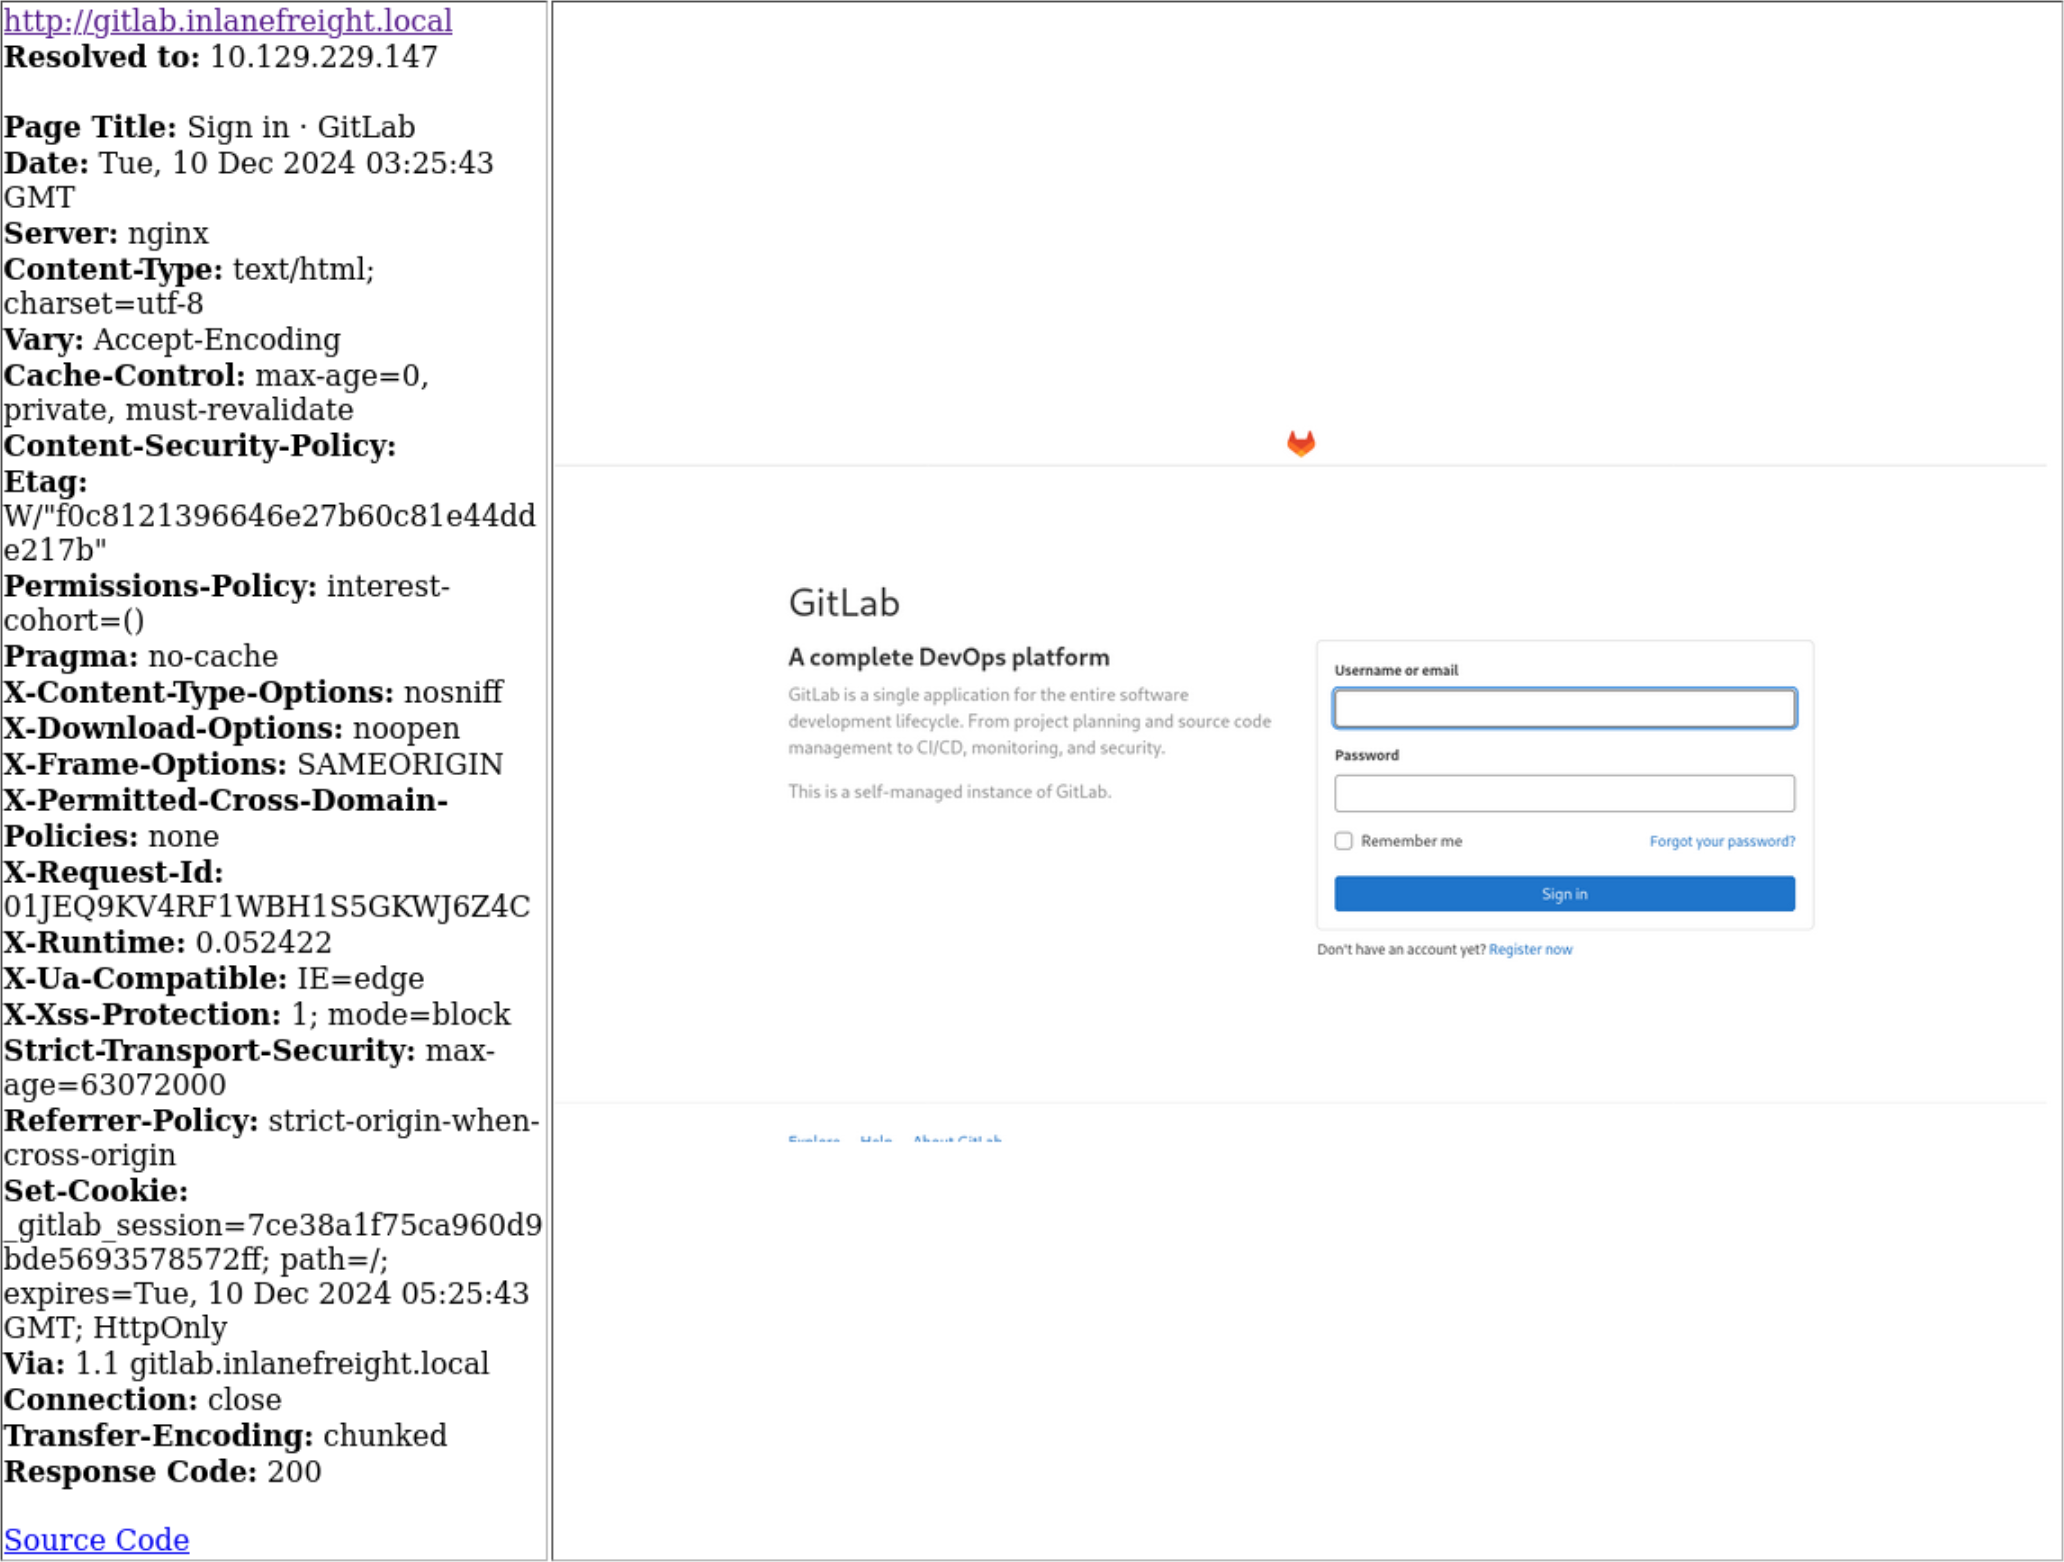 http://gitlab.inlanefreight.local
Resolved to: 10.129.229.147
Page Title: Sign in · GitLab
Date: Tue, 10 Dec 2024 03:25:43
GMT
Server: nginx
Content-Type: text/html;
charset=utf-8
Vary: Accept-Encoding
Cache-Control: max-age=0,
private, must-revalidate
Content-Security-Policy:
Etag:
W/"f0c8121396646e27b60c81e44dd
e217b"
Permissions-Policy: interest-
cohort=()
Pragma: no-cache
X-Content-Type-Options: nosniff
X-Download-Options: noopen
X-Frame-Options: SAMEORIGIN
X-Permitted-Cross-Domain-
Policies: none
X-Request-Id:
01JEQ9KV4RF1WBH1S5GKWJ6Z4C
X-Runtime: 0.052422
X-Ua-Compatible: IE=edge
X-Xss-Protection: 1; mode=block
Strict-Transport-Security: max-
age=63072000
Referrer-Policy: strict-origin-when-
cross-origin
Set-Cookie:
_gitlab_session=7ce38a1f75ca960d9
bde5693578572ff; path=/;
expires=Tue, 10 Dec 2024 05:25:43
GMT; HttpOnly
Via: 1.1 gitlab.inlanefreight.local
Connection: close
Transfer-Encoding: chunked
Response Code: 200
Source Code
GitLab
A complete DevOps platform
GitLab is a single application for the entire software
development lifecycle. From project planning and source code
management to CI/CD, monitoring, and security.
This is a self-managed instance of GitLab.
Username or email
Password
Remember me Forgot your password?
Sign in
Don't have an account yet? Register now
Explore Help About GitLab